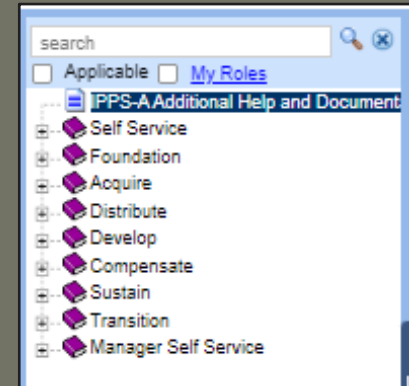 search
Applicable My Roles
IPPS-A Additional Help and Document
Self Service
Foundation
Acquire
Distribute
Develop
Compensate
Sustain
Transition
Manager Self Service